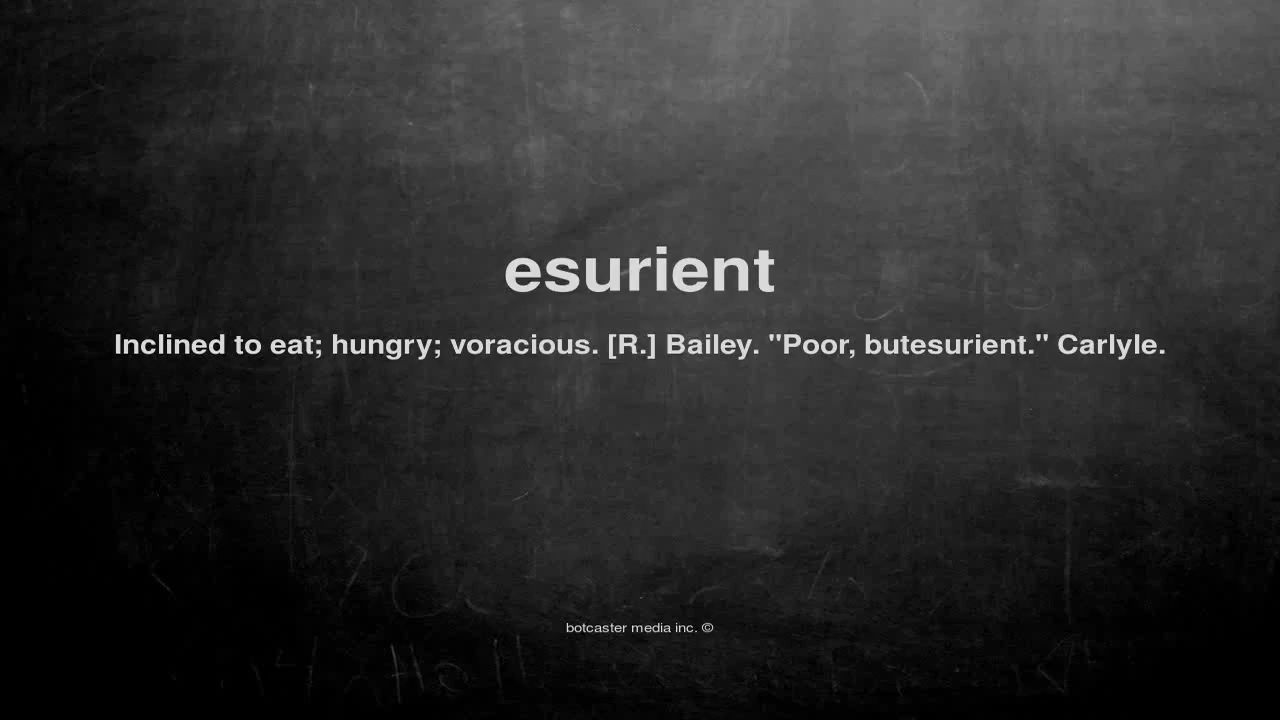 esurient
Inclined to eat; hungry; voracious. [R.] Bailey. "Poor, butesurient." Carlyle.
botcaster media inc. ©